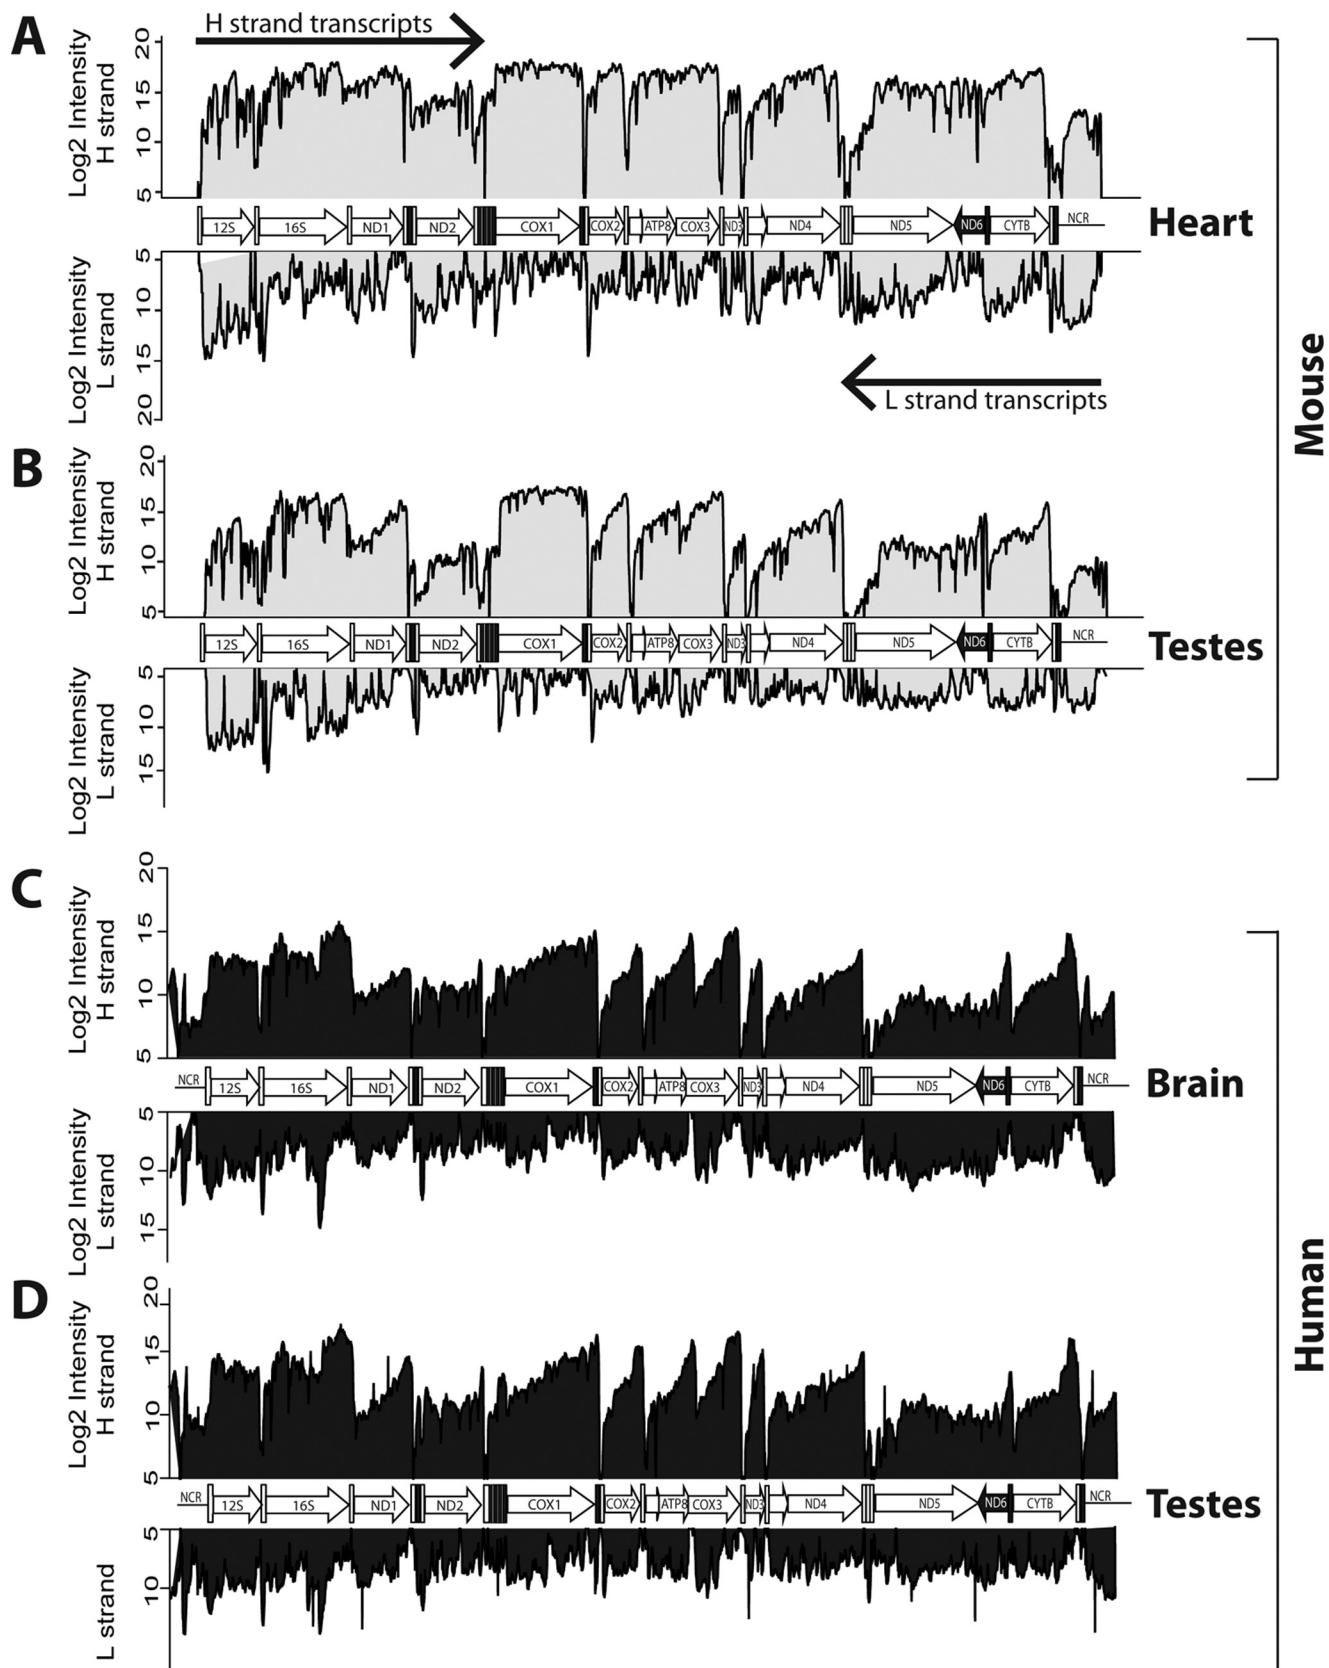 A
H strand transcripts
Log2 Intensity
H strand
20
15
10
5
12S 16S ND1 ND2 COX1 COX2 ATP8 COX3 ND3 ND4 ND5 ND6 CYTB NCR
Heart
Log2 Intensity
L strand
5
10
15
20
L strand transcripts
Mouse
B
Log2 Intensity
H strand
20
15
10
5
12S 16S ND1 ND2 COX1 COX2 ATP8 COX3 ND3 ND4 ND5 ND6 CYTB NCR
Testes
Log2 Intensity
L strand
5
10
15
C
Log2 Intensity
H strand
20
15
10
5
NCR 12S 16S ND1 ND2 COX1 COX2 ATP8 COX3 ND3 ND4 ND5 ND6 CYTB NCR
Brain
Log2 Intensity
L strand
5
10
15
D
Log2 Intensity
H strand
20
15
10
5
NCR 12S 16S ND1 ND2 COX1 COX2 ATP8 COX3 ND3 ND4 ND5 ND6 CYTB NCR
Testes
L strand
5
10
Human